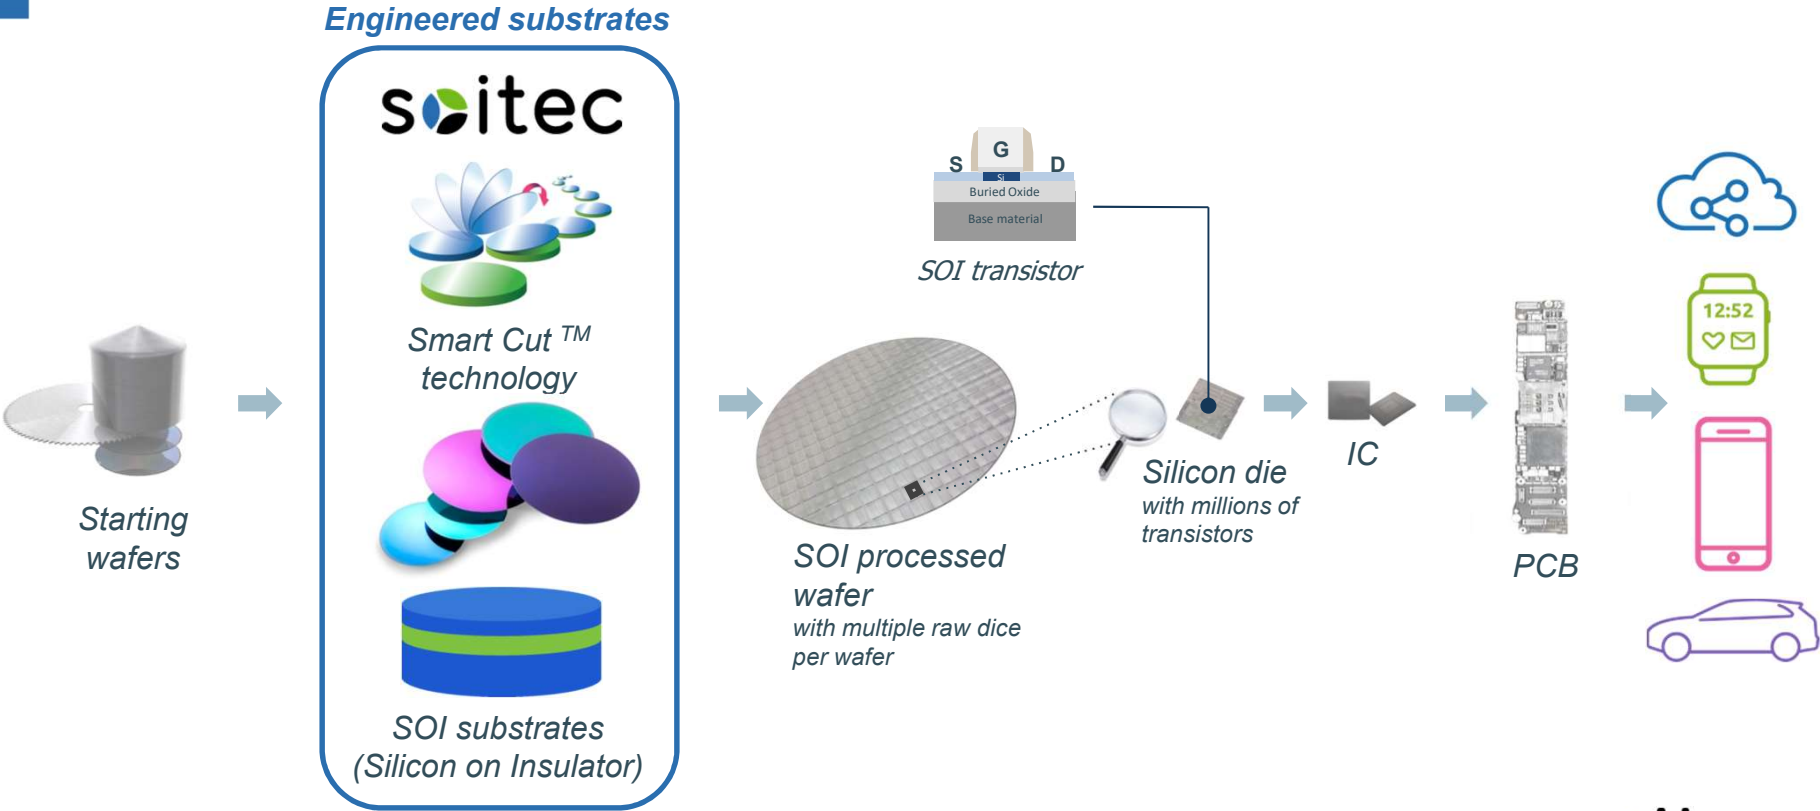 Engineered substrates
soitec
Smart Cut TM
technology
SOI substrates
(Silicon on Insulator)
Starting
wafers
S
G
D
Si
Buried Oxide
Base material
SOI transistor
SOI processed
wafer
with multiple raw dice
per wafer
Silicon die
with millions of
transistors
IC
PCB
12:52